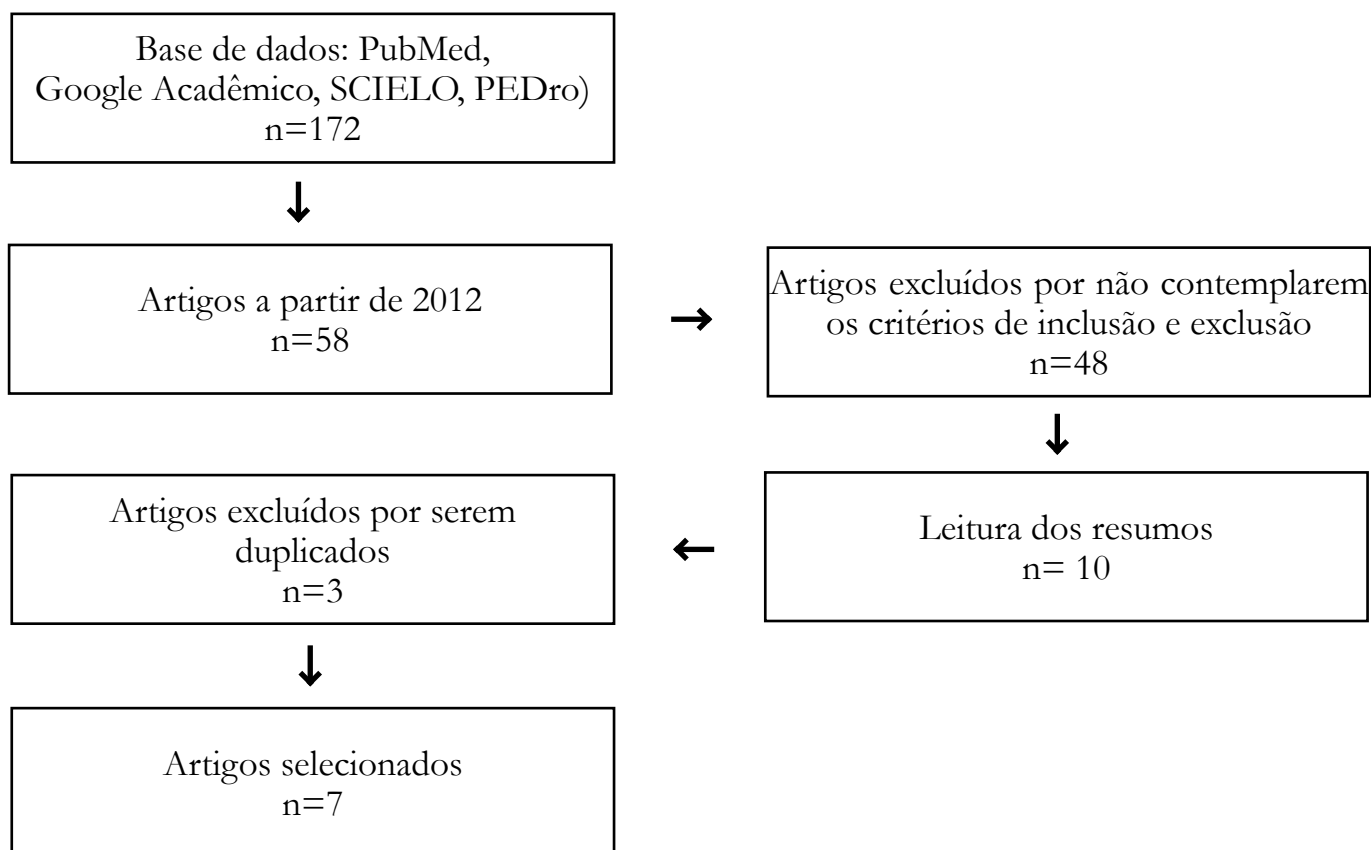 Base de dados: PubMed,
Google Acadêmico, SCIELO, PEDro)
n=172
↓
Artigos a partir de 2012
n=58
→
Artigos excluídos por não contemplarem
os critérios de inclusão e exclusão
n=48
↓
Leitura dos resumos
n= 10
←
Artigos excluídos por serem
duplicados
n=3
↓
Artigos selecionados
n=7